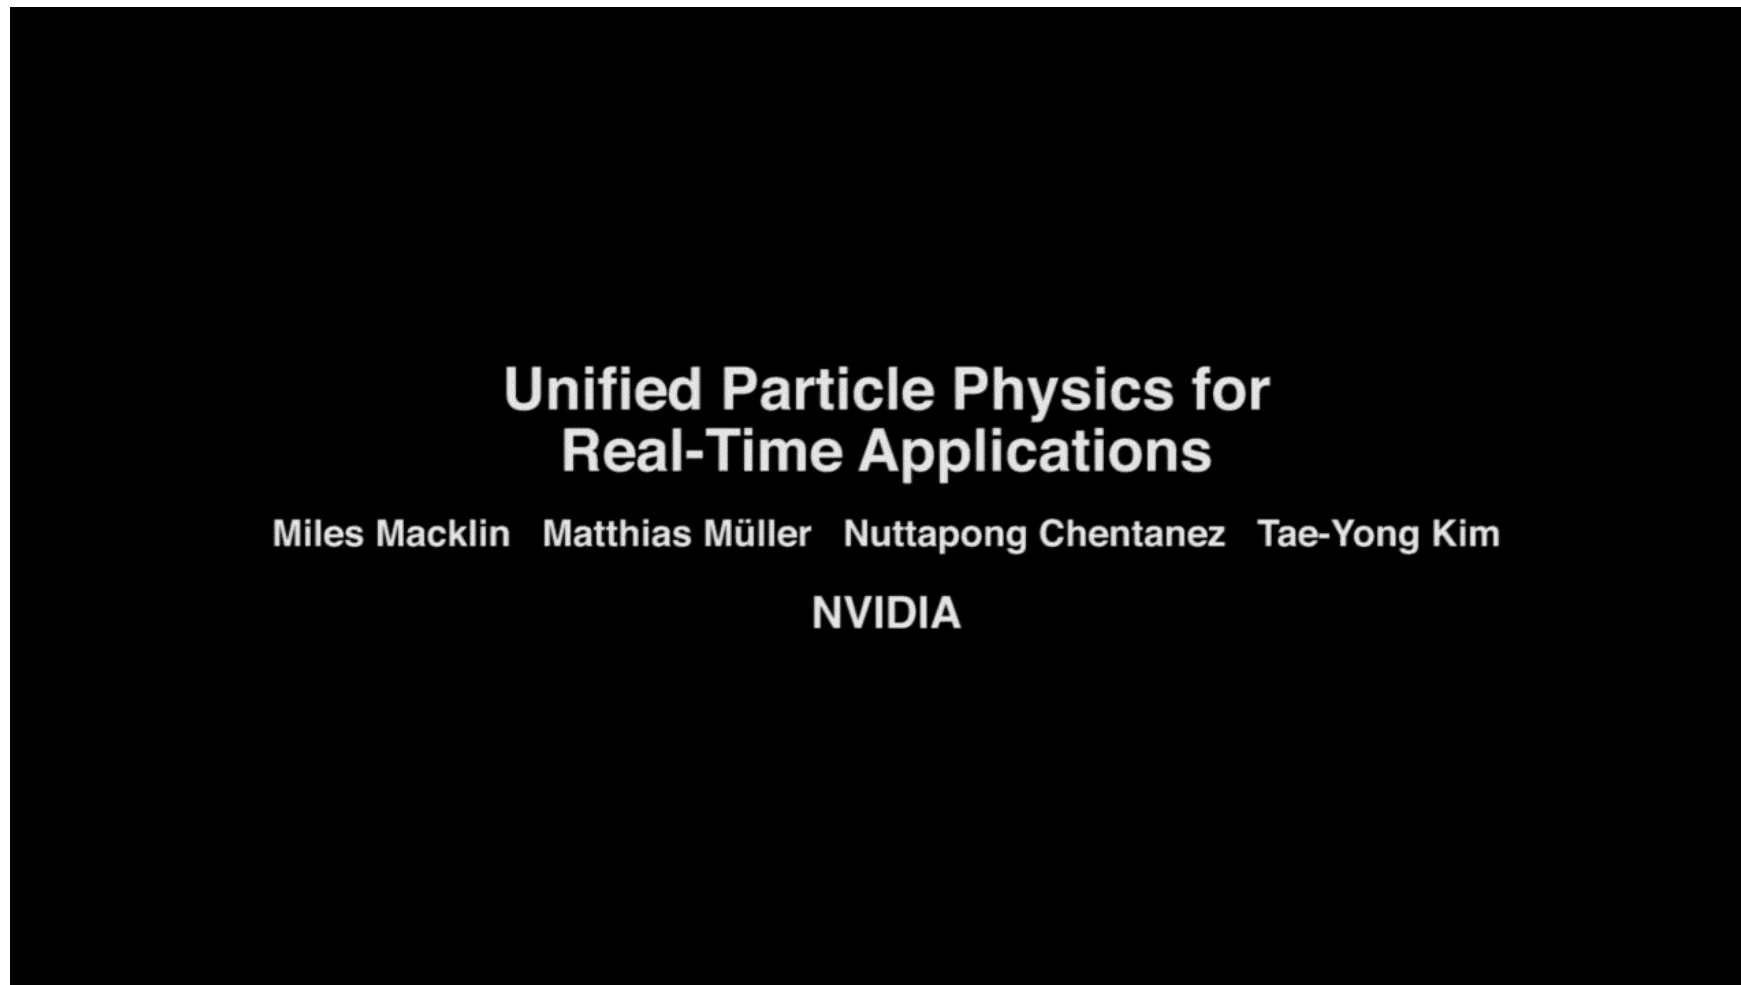 Unified Particle Physics for
Real-Time Applications
Miles Macklin Matthias Müller Nuttapong Chentanez Tae-Yong Kim
NVIDIA